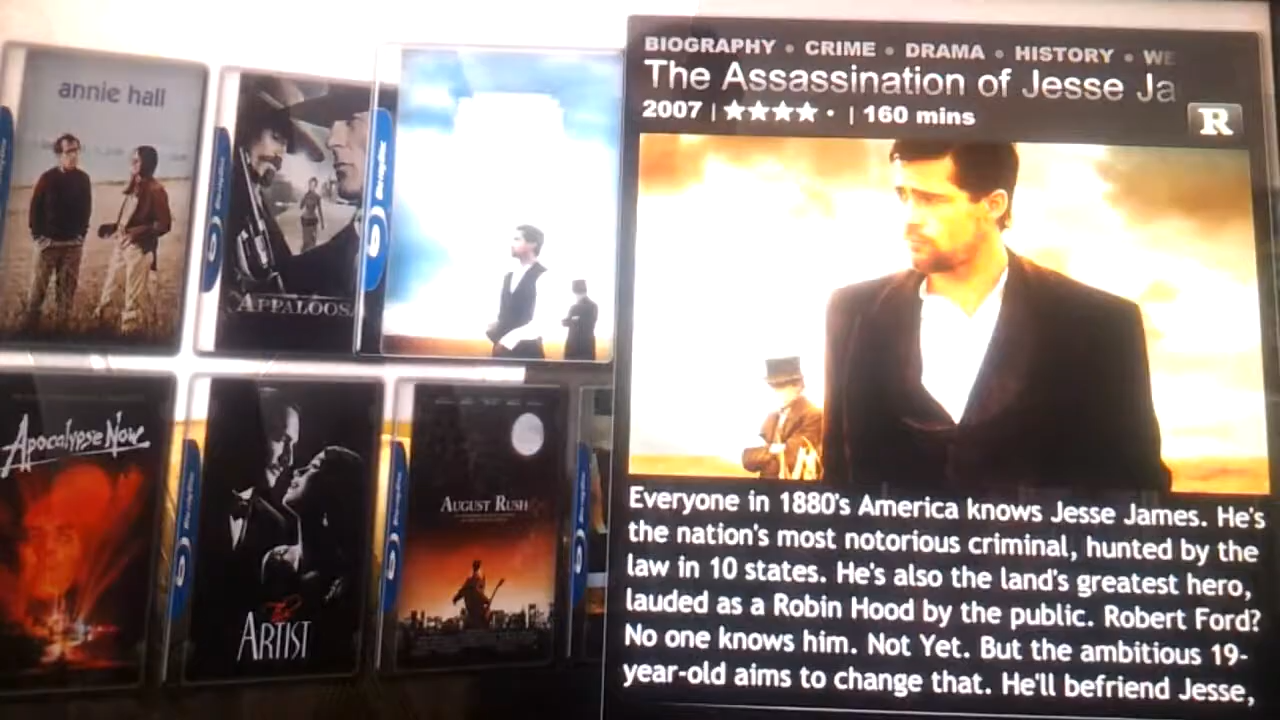 annie hall
APPALOOS
Blu-ray Disc
Apocalypse Now
THE
ARTIST
AUGUST RUSH
BIOGRAPHY • CRIME • DRAMA • HISTORY • WE
The Assassination of Jesse Ja
2007 | ★★★★ • | 160 mins
R
Everyone in 1880's America knows Jesse James. He's
the nation's most notorious criminal, hunted by the
law in 10 states. He's also the land's greatest hero,
lauded as a Robin Hood by the public. Robert Ford?
No one knows him. Not Yet. But the ambitious 19-
year-old aims to change that. He'll befriend Jesse,